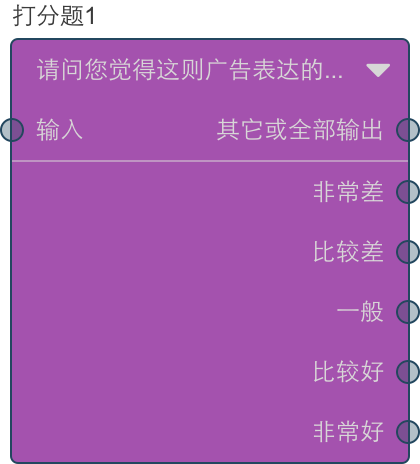 打分题1
请问您觉得这则广告表达的...
输入 其它或全部输出
非常差
比较差
一般
比较好
非常好